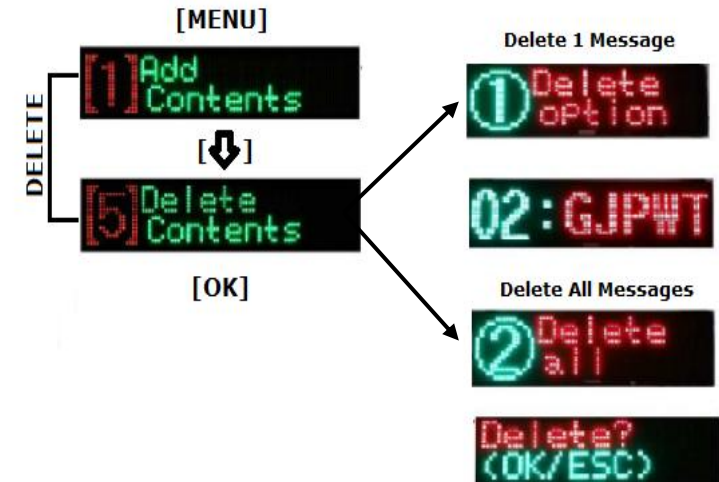 [MENU]
[1] Add
Contents
DELETE
[⇩]
[5] Delete
Contents
[OK]
Delete 1 Message
① Delete
oPtion
02:GJPWT
Delete All Messages
② Delete
all
Delete?
(OK/ESC)